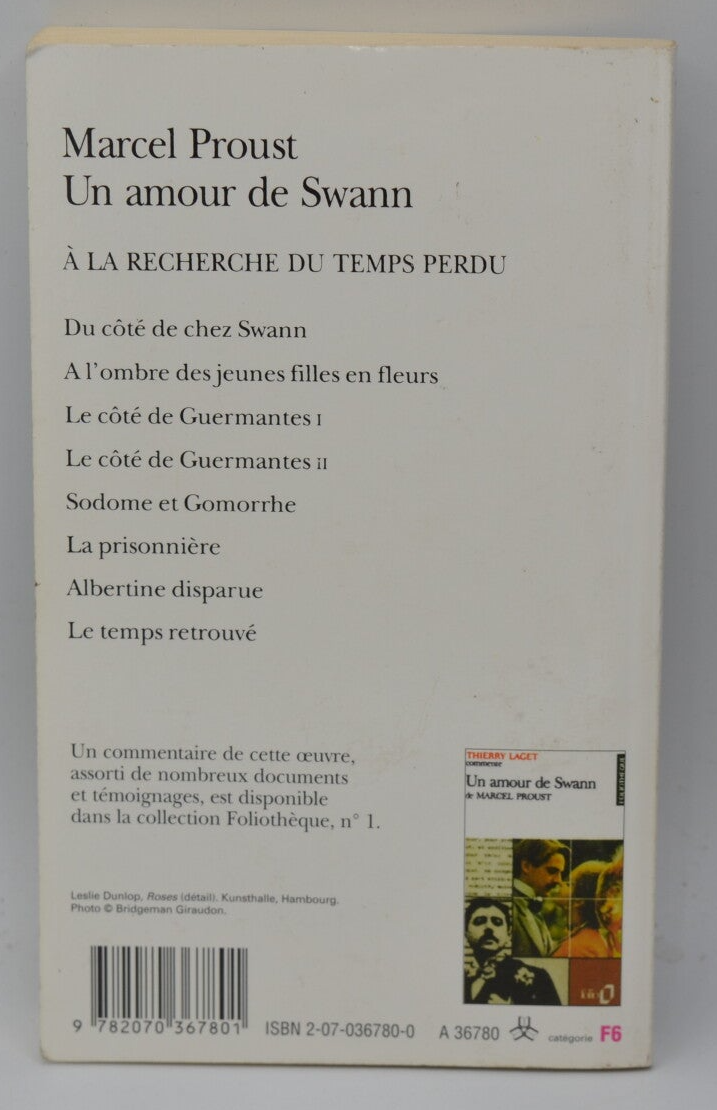 Marcel Proust
Un amour de Swann
À LA RECHERCHE DU TEMPS PERDU
Du côté de chez Swann
A l'ombre des jeunes filles en fleurs
Le côté de Guermantes I
Le côté de Guermantes II
Sodome et Gomorrhe
La prisonnière
Albertine disparue
Le temps retrouvé
Un commentaire de cette œuvre,
assorti de nombreux documents
et témoignages, est disponible
dans la collection Foliothèque, n° 1.
THIERRY LAGET
commente
Un amour de Swann
de MARCEL PROUST
FOLIOTHÈQUE
Leslie Dunlop, Roses (détail). Kunsthalle, Hambourg.
Photo © Bridgeman Giraudon.
9 782070 367801
ISBN 2-07-036780-0 A 36780 catégorie F6